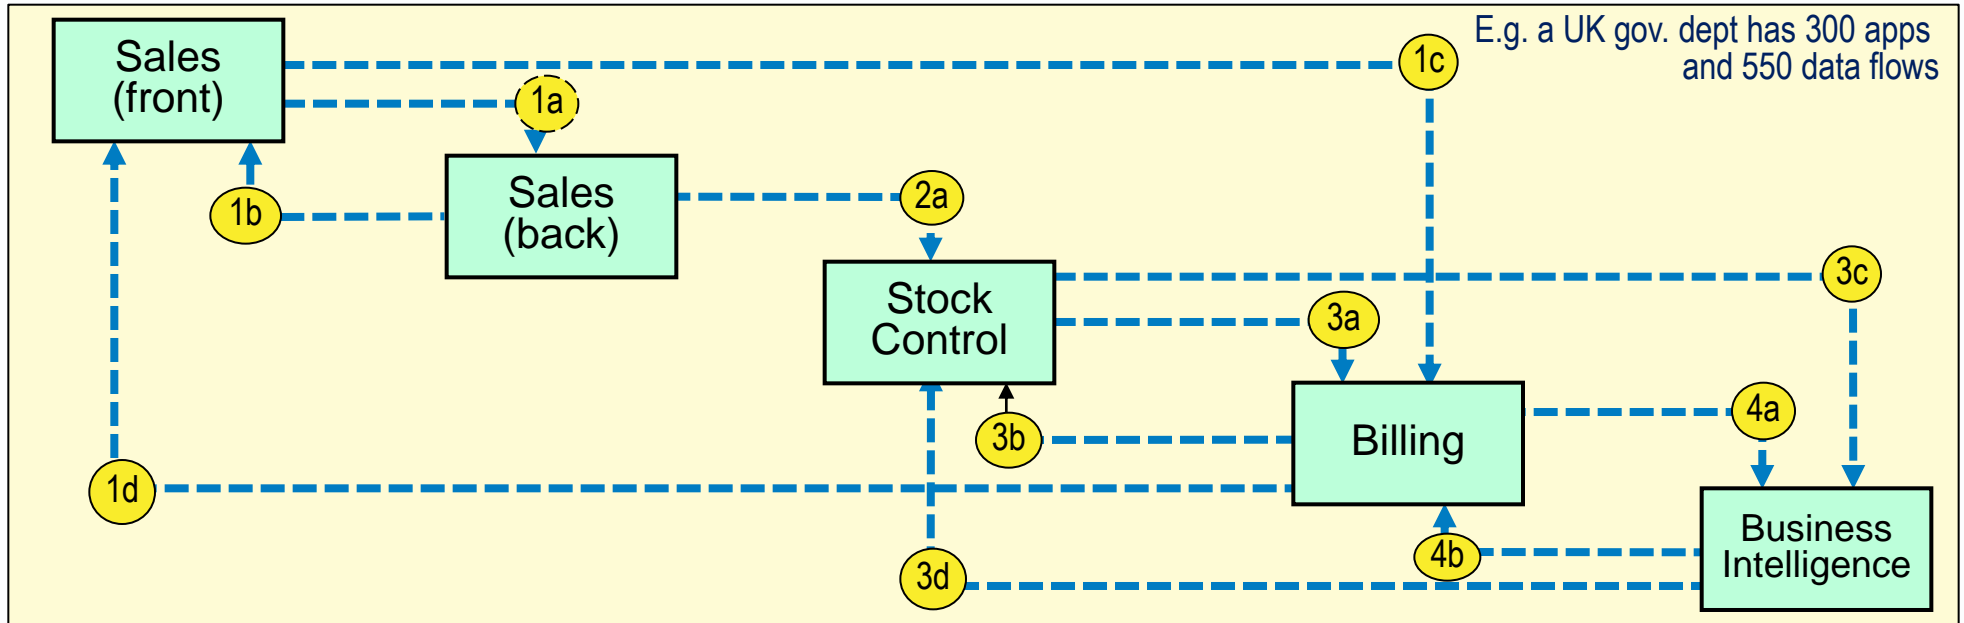 E.g. a UK gov. dept has 300 apps
and 550 data flows
Sales
(front)
1c
1a
Sales
(back)
1b
2a
Stock
Control
3c
3a
Billing
4a
3b
1d
Business
Intelligence
4b
3d